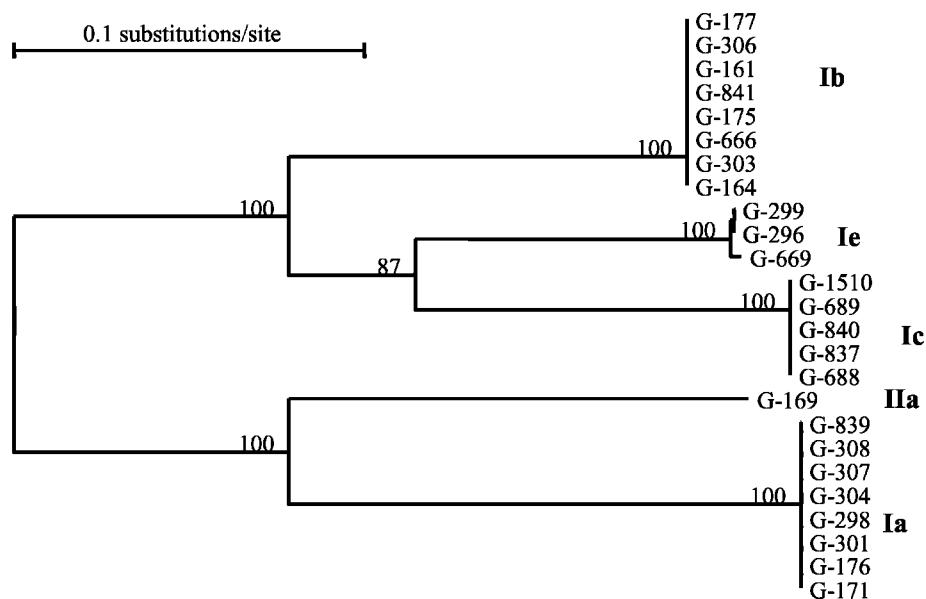 G-177
0.1 substitutions/site
G-306
G-161
Ib
G-841
G-175
G-666
100
G-303
G-164
100
G-299
100
G-296
Ie
G-669
87
G-1510
100
G-689
G-840
Ic
G-837
G-688
G-169
IIa
G-839
100
G-308
G-307
100
G-304
G-298
Ia
G-301
G-176
G-171